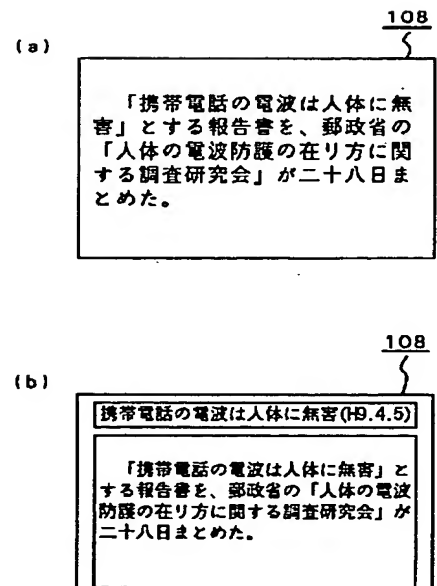 108
(a)
「携帯電話の電波は人体に無
害」とする報告書を、郵政省の
「人体の電波防護の在り方に関
する調査研究会」が二十八日ま
とめた。
108
(b)
携帯電話の電波は人体に無害(H9.4.5)
「携帯電話の電波は人体に無害」と
する報告書を、郵政省の「人体の電波
防護の在り方に関する調査研究会」が
二十八日まとめた。